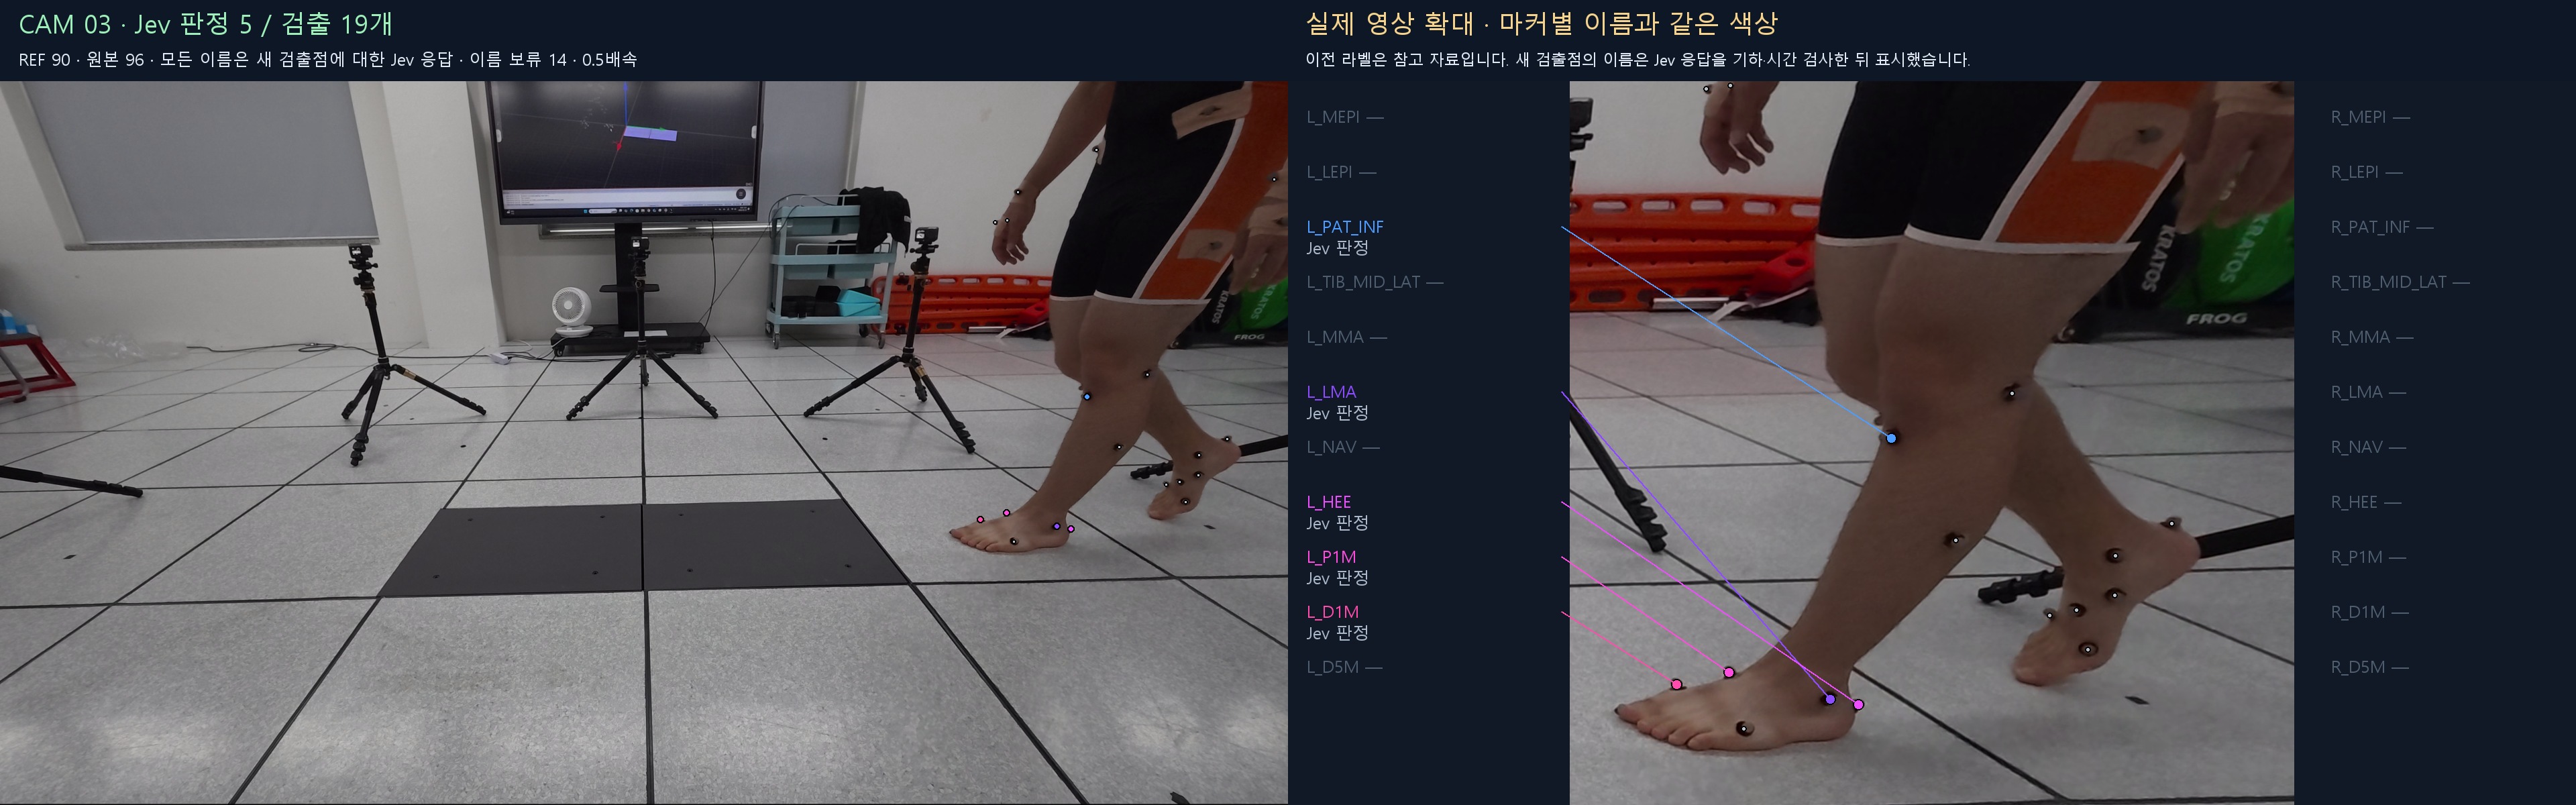 CAM 03 · Jev 판정 5 / 검출 19개
REF 90 · 원본 96 · 모든 이름은 새 검출점에 대한 Jev 응답 · 이름 보류 14 · 0.5배속
실제 영상 확대 · 마커별 이름과 같은 색상
이전 라벨은 참고 자료입니다. 새 검출점의 이름은 Jev 응답을 기하·시간 검사한 뒤 표시했습니다.
L_MEPI —
L_LEPI —
L_PAT_INF
Jev 판정
L_TIB_MID_LAT —
L_MMA —
L_LMA
Jev 판정
L_NAV —
L_HEE
Jev 판정
L_P1M
Jev 판정
L_D1M
Jev 판정
L_D5M —
R_MEPI —
R_LEPI —
R_PAT_INF —
R_TIB_MID_LAT —
R_MMA —
R_LMA —
R_NAV —
R_HEE —
R_P1M —
R_D1M —
R_D5M —
KRATOS
KRATOS
FROG
KRATOS
KRATOS
FROG